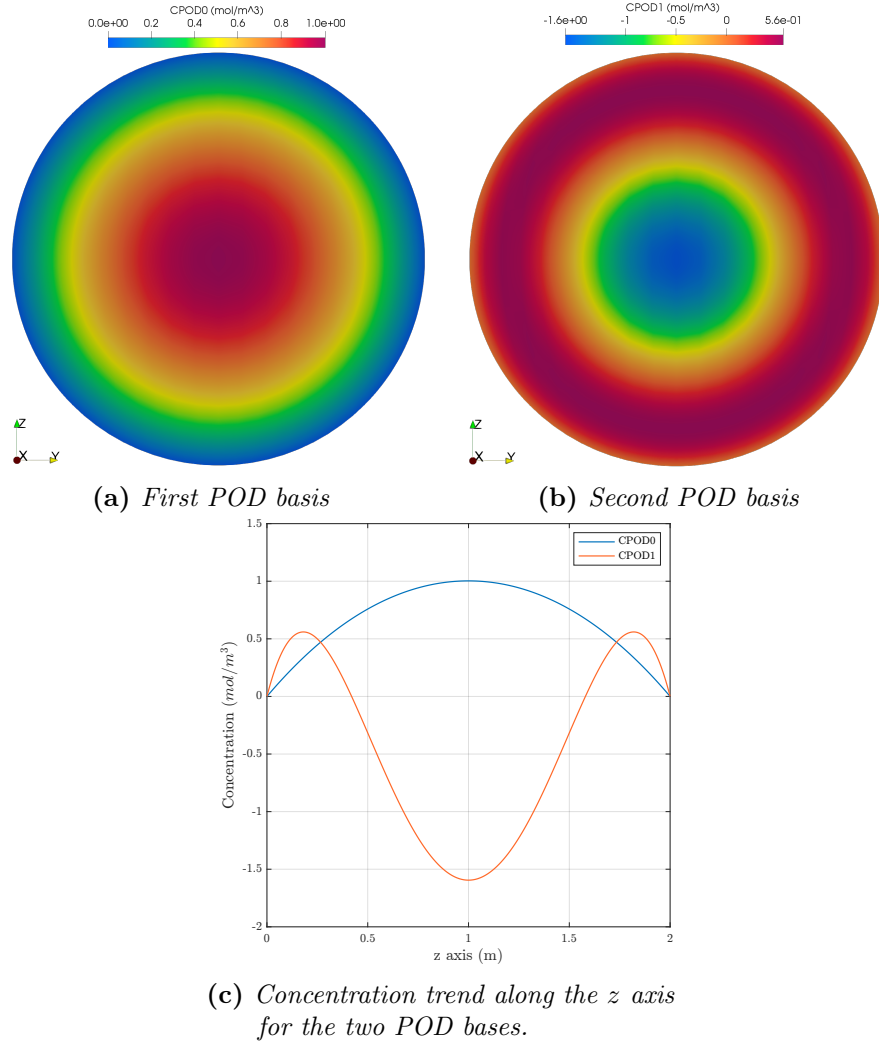 CPOD0 (mol/m^3)
0.0e+00 0.2 0.4 0.6 0.8 1.0e+00
CPOD1 (mol/m^3)
-1.6e+00 -1 -0.5 0 5.6e-01
Z
X Y
Z
X Y
(a) First POD basis
(b) Second POD basis
1.5
1
0.5
0
-0.5
-1
-1.5
-2
Concentration (mol/m³)
CPOD0
CPOD1
0 0.5 1 1.5 2
z axis (m)
(c) Concentration trend along the z axis
for the two POD bases.